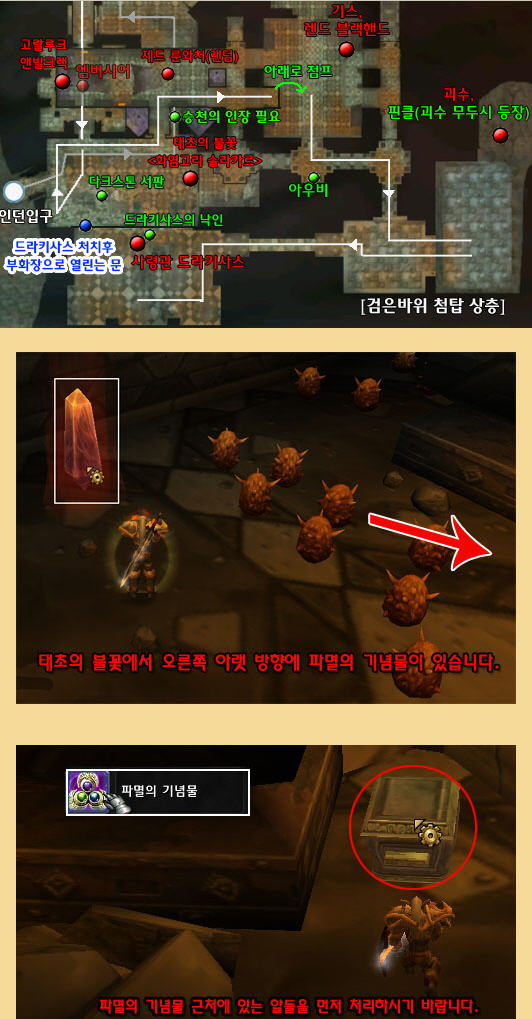 기스,
렌드 블랙핸드
고랄루크
앤빌크랙
엠버시어
제드 룬와쳐(랜덤)
아래로 점프
괴수,
핀클(괴수 무두시 등장)
승천의 인장 필요
태초의 불꽃
<화염고리 솔라카르>
다크스톤 서판
아우비
인던입구
드라키사스의 낙인
드라키사스 처치후
부화장으로 열린는 문
사령관 드라키사스
[검은바위 첨탑 상층]
태초의 불꽃에서 오른쪽 아랫 방향에 파멸의 기념물이 있습니다.
파멸의 기념물
파멸의 기념물 근처에 있는 알들을 먼저 처리하시기 바랍니다.